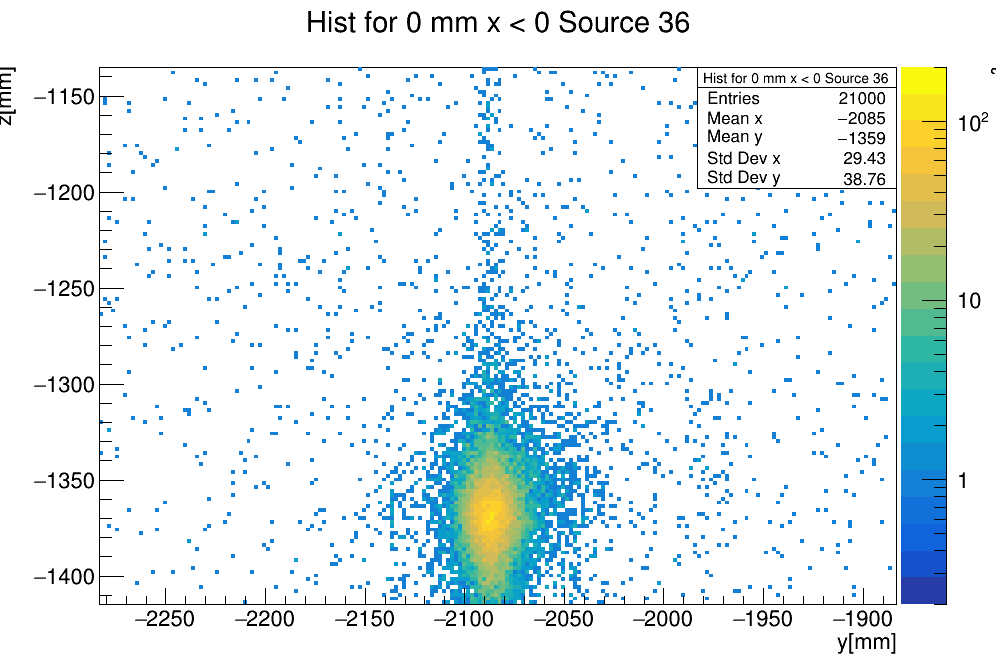 Hist for 0 mm x < 0 Source 36
z[mm]
−1150
−1200
−1250
−1300
−1350
−1400
Hist for 0 mm x < 0 Source 36
Entries 21000
Mean x −2085
Mean y −1359
Std Dev x 29.43
Std Dev y 38.76
10²
10
1
−2250 −2200 −2150 −2100 −2050 −2000 −1950 −1900
y[mm]